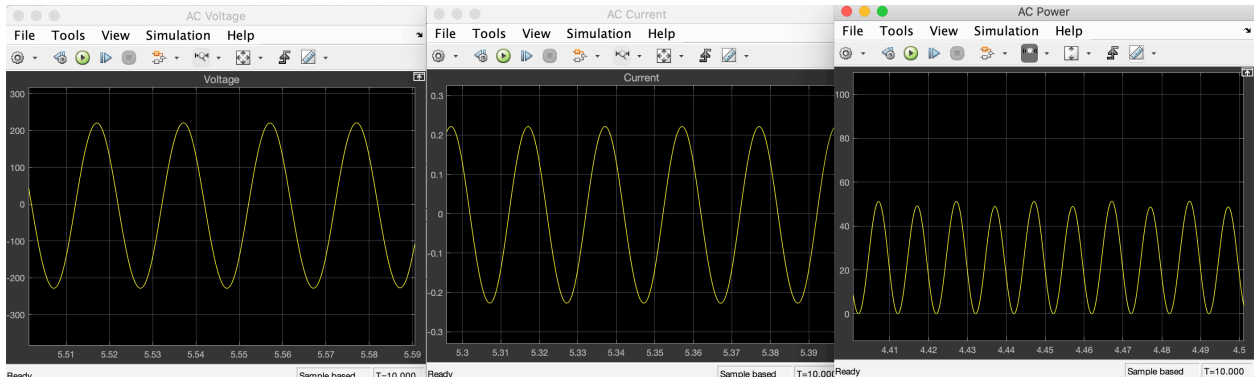 AC Voltage
File Tools View Simulation Help
Voltage
300
200
100
0
-100
-200
-300
5.51 5.52 5.53 5.54 5.55 5.56 5.57 5.58 5.59
Ready Sample based T=10.000
AC Current
File Tools View Simulation Help
Current
0.3
0.2
0.1
0
-0.1
-0.2
-0.3
5.3 5.31 5.32 5.33 5.34 5.35 5.36 5.37 5.38 5.39
Ready Sample based T=10.000
AC Power
File Tools View Simulation Help
100
80
60
40
20
0
4.41 4.42 4.43 4.44 4.45 4.46 4.47 4.48 4.49 4.5
Ready Sample based T=10.000